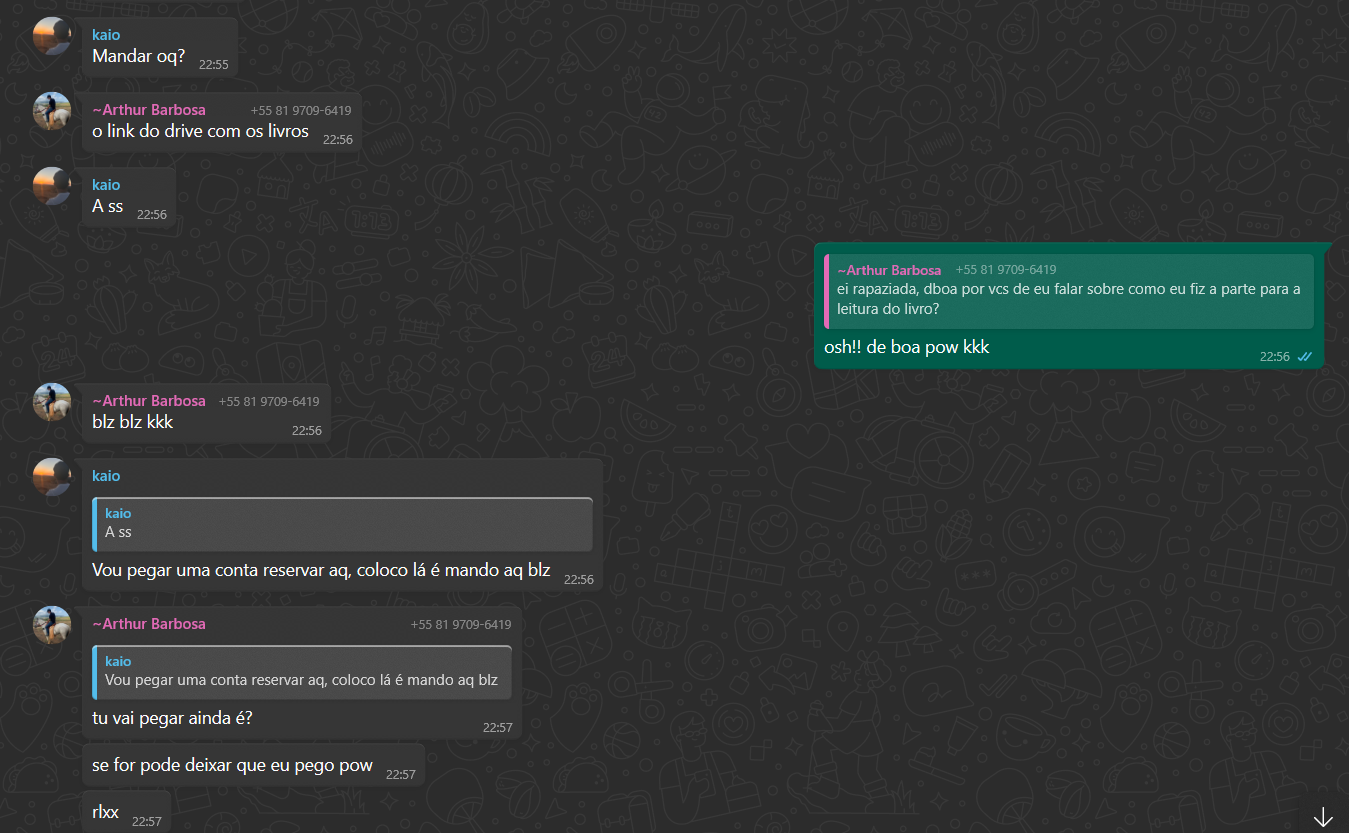 kaio
Mandar oq?
22:55
~Arthur Barbosa +55 81 9709-6419
o link do drive com os livros
22:56
kaio
A ss
22:56
~Arthur Barbosa +55 81 9709-6419
ei rapaziada, dboa por vcs de eu falar sobre como eu fiz a parte para a
leitura do livro?
osh!! de boa pow kkk
22:56
~Arthur Barbosa +55 81 9709-6419
blz blz kkk
22:56
kaio
kaio
A ss
Vou pegar uma conta reservar aq, coloco lá é mando aq blz
22:56
~Arthur Barbosa +55 81 9709-6419
kaio
Vou pegar uma conta reservar aq, coloco lá é mando aq blz
tu vai pegar ainda é?
22:57
se for pode deixar que eu pego pow
22:57
rlxx
22:57